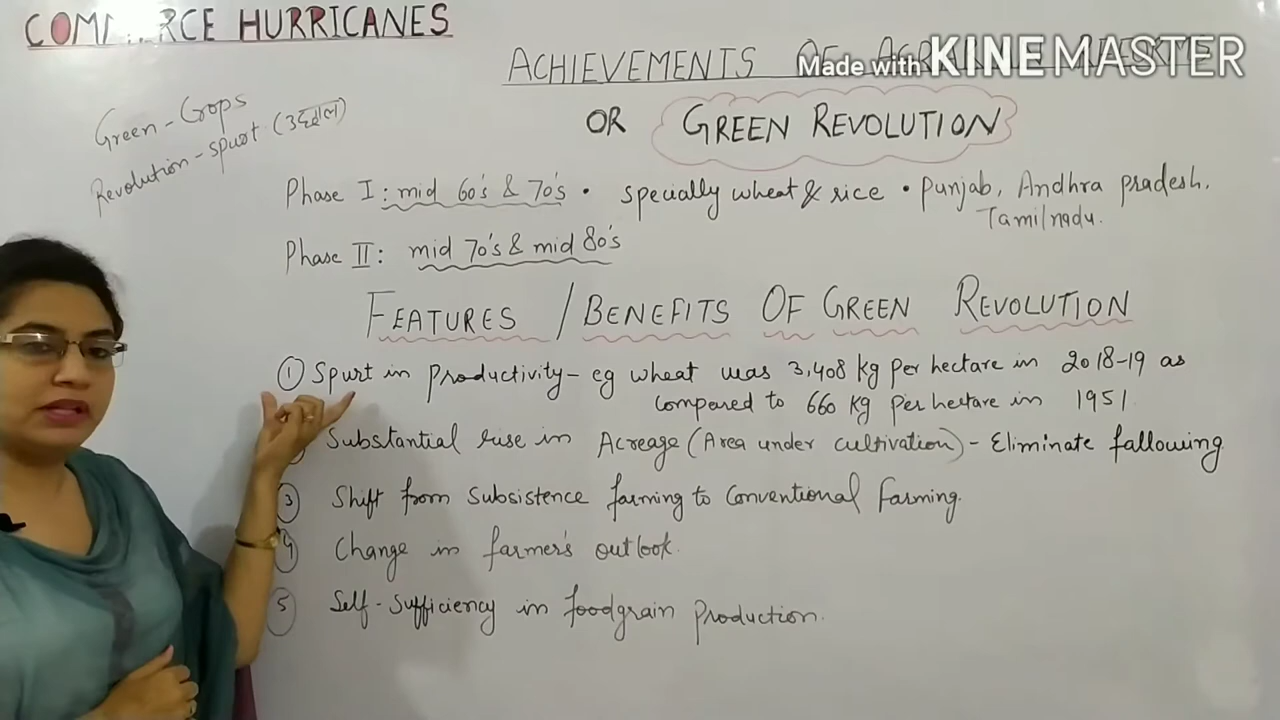 HURRICANES
ACHIEVEMENTS OF
Made with KINEMASTER
OR GREEN REVOLUTION
Green - Crops
Revolution - spurt
Phase I : mid 60's & 70's • specially wheat & rice • Punjab, Andhra pradesh,
Tamilnadu.
Phase II : mid 70's & mid 80's
FEATURES / BENEFITS OF GREEN REVOLUTION
① Spurt in productivity - eg wheat was 3,408 kg per hectare in 2018-19 as
compared to 660 kg per hectare in 1951
Substantial rise in Acreage (Area under cultivation) - Eliminate fallowing
③ Shift from Subsistence farming to Conventional Farming.
④ Change in farmer's outlook.
⑤ Self-Sufficiency in foodgrain production.